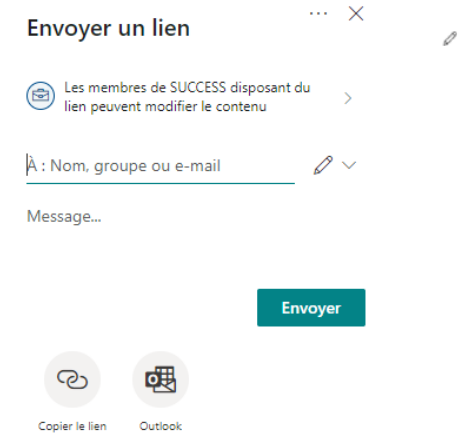 Envoyer un lien
Les membres de SUCCESS disposant du
lien peuvent modifier le contenu
À : Nom, groupe ou e-mail
Message...
Envoyer
Copier le lien
Outlook